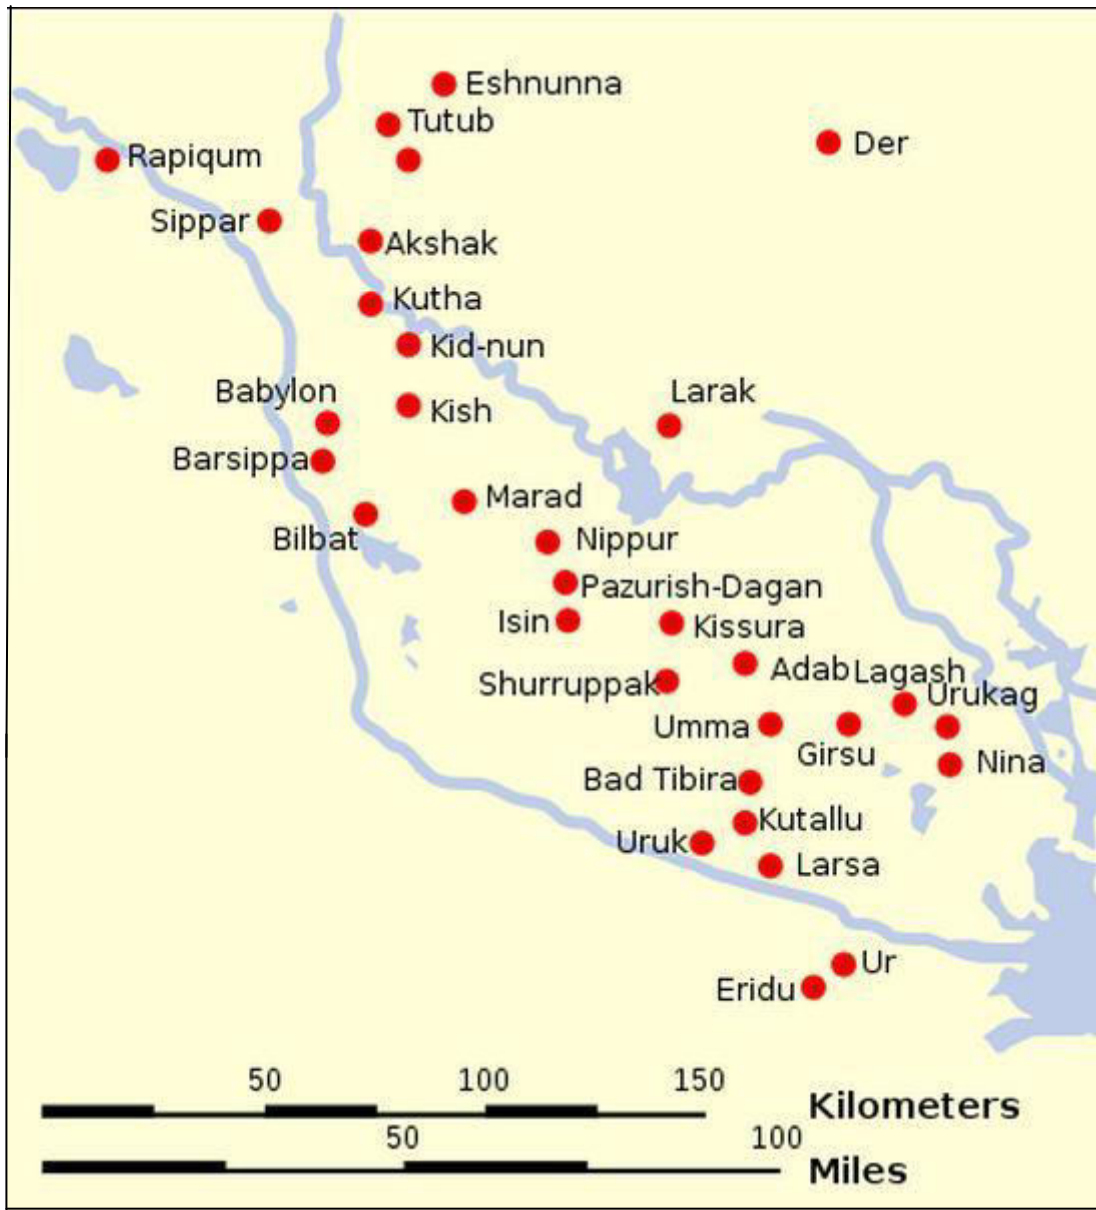 Eshnunna
Tutub
Der
Rapiqum
Sippar
Akshak
Kutha
Kid-nun
Babylon
Larak
Kish
Barsippa
Marad
Bilbat
Nippur
Pazurish-Dagan
Isin
Kissura
Adab
Lagash
Shurruppak
Urukag
Umma
Girsu
Nina
Bad Tibira
Kutallu
Uruk
Larsa
Ur
Eridu
50 100 150
Kilometers
50 100
Miles